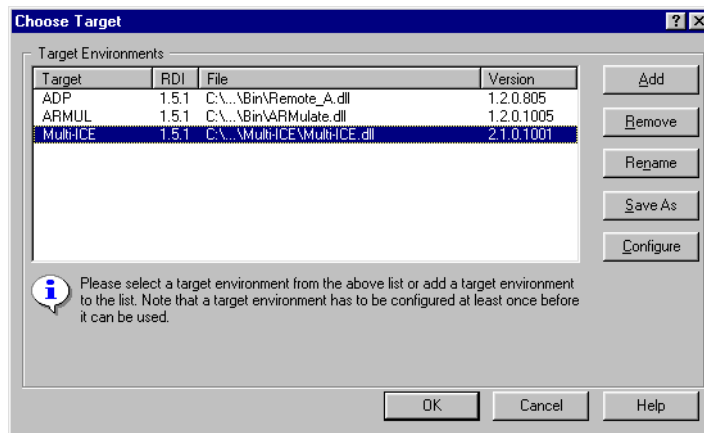 Choose Target
Target Environments
Target RDI File Version
ADP 1.5.1 C:\...\Bin\Remote_A.dll 1.2.0.805
ARMUL 1.5.1 C:\...\Bin\ARMulate.dll 1.2.0.1005
Multi-ICE 1.5.1 C:\...\Multi-ICE\Multi-ICE.dll 2.1.0.1001
Add
Remove
Rename
Save As
Configure
Please select a target environment from the above list or add a target environment
to the list. Note that a target environment has to be configured at least once before
it can be used.
OK Cancel Help